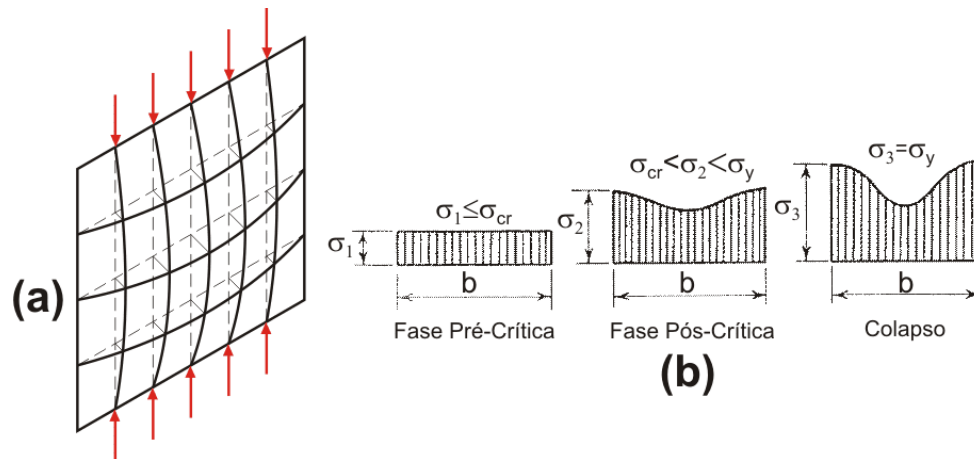 (a)
σ₁≤σcr
σ₁
b
Fase Pré-Crítica
σcr<σ₂<σy
σ₂
b
Fase Pós-Crítica
σ₃=σy
σ₃
b
Colapso
(b)